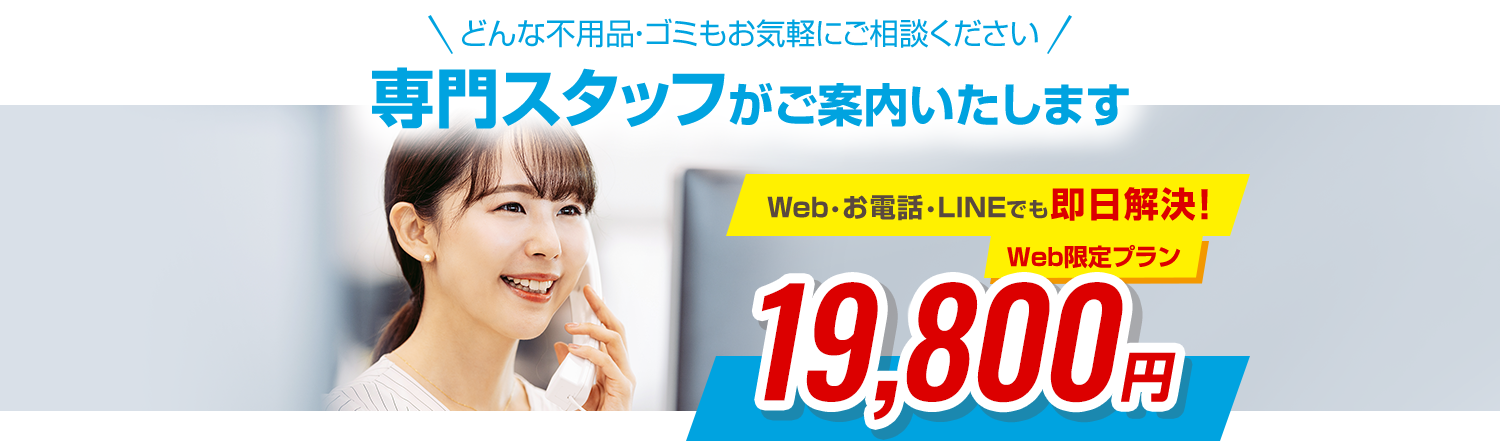 \ どんな不用品・ゴミもお気軽にご相談ください /
専門スタッフがご案内いたします
Web・お電話・LINEでも即日解決!
Web限定プラン
19,800円